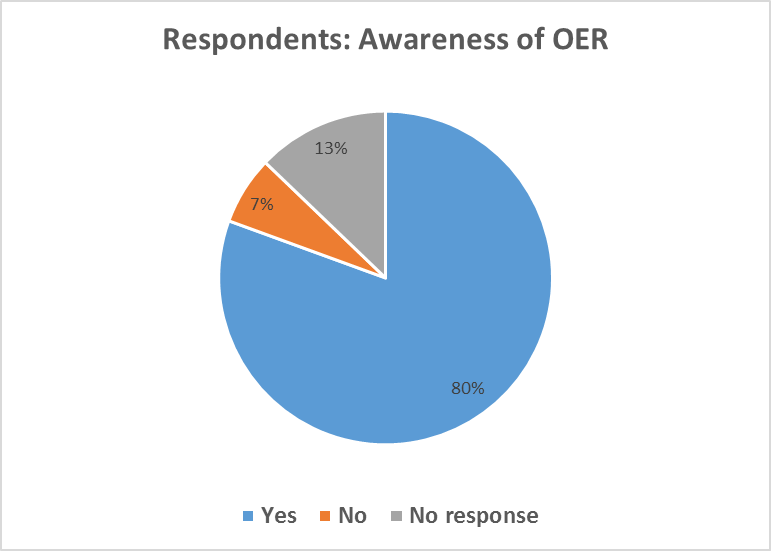 Respondents: Awareness of OER
13%
7%
80%
Yes No No response